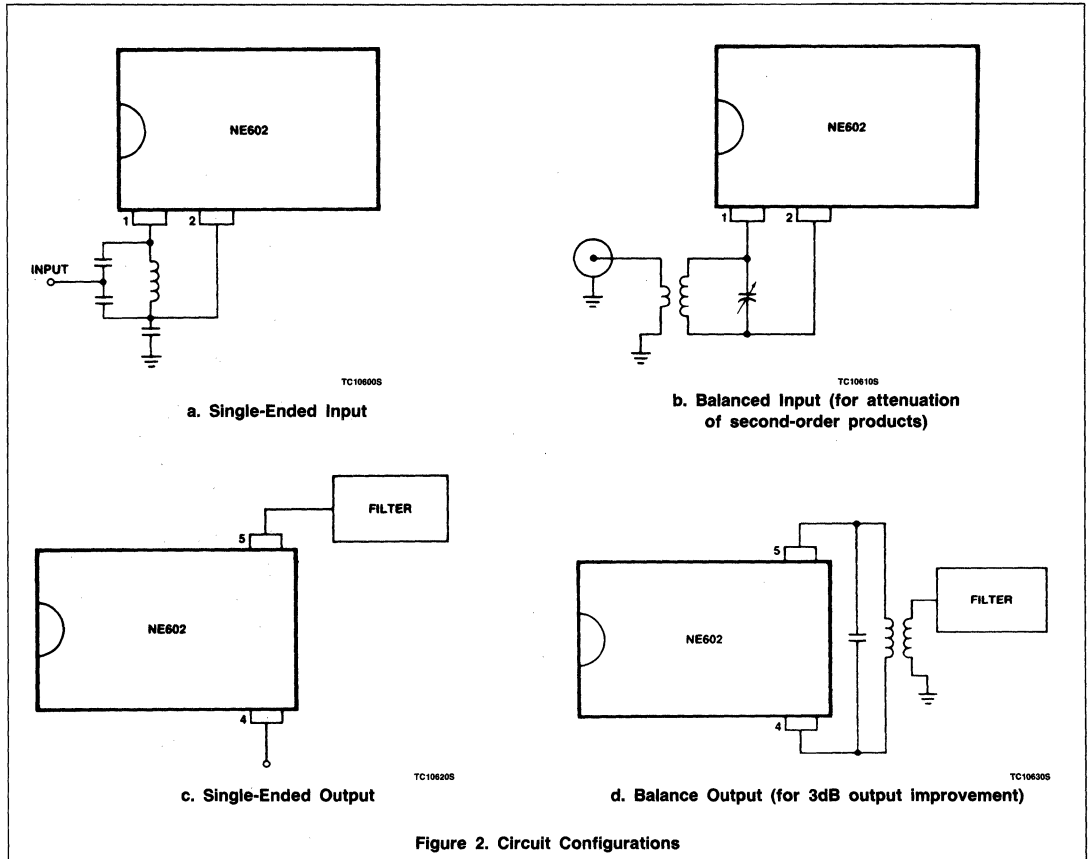 NE602
1
2
INPUT
TC10600S
a. Single-Ended Input
NE602
1
2
TC10610S
b. Balanced Input (for attenuation
of second-order products)
FILTER
5
NE602
4
TC10620S
c. Single-Ended Output
5
FILTER
NE602
4
TC10630S
d. Balance Output (for 3dB output improvement)
Figure 2. Circuit Configurations